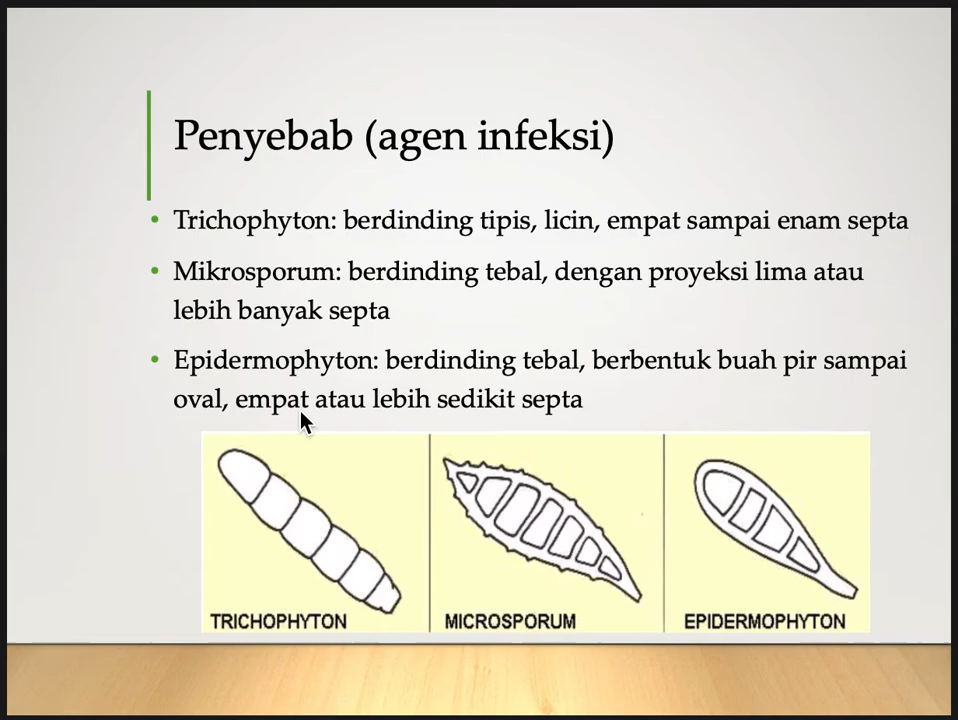 Penyebab (agen infeksi)
• Trichophyton: berdinding tipis, licin, empat sampai enam septa
• Mikrosporum: berdinding tebal, dengan proyeksi lima atau
lebih banyak septa
• Epidermophyton: berdinding tebal, berbentuk buah pir sampai
oval, empat atau lebih sedikit septa
TRICHOPHYTON
MICROSPORUM
EPIDERMOPHYTON